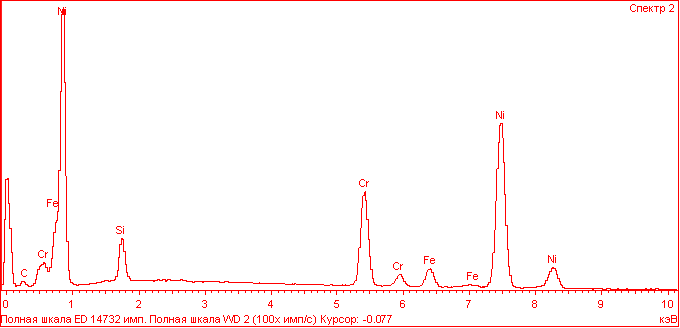 Спектр 2
Ni
Ni
Fe
Cr
Si
Cr
C
Cr
Fe
Fe
Ni
0 1 2 3 4 5 6 7 8 9 10
Полная шкала ED 14732 имп. Полная шкала WD 2 (100x имп/с) Курсор: -0.077 кэВ